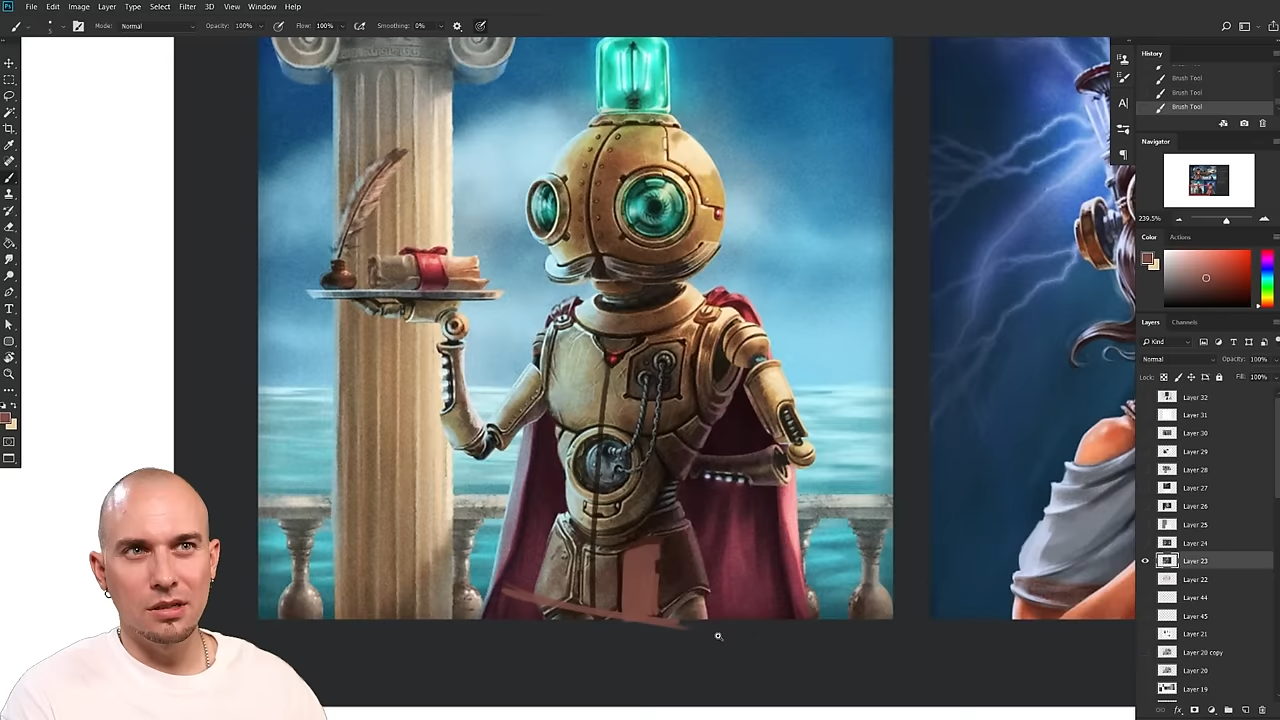 Ps File Edit Image Layer Type Select Filter 3D View Window Help
5 Mode: Normal Opacity: 100% Flow: 100% Smoothing: 0%
History
Brush Tool
Brush Tool
Brush Tool
Navigator
239.5%
Color Actions
Layers Channels
Kind
Normal Opacity: 100%
Lock: Fill: 100%
Layer 32
Layer 31
Layer 30
Layer 29
Layer 28
Layer 27
Layer 26
Layer 25
Layer 24
Layer 23
Layer 22
Layer 44
Layer 45
Layer 21
Layer 20 copy
Layer 20
Layer 19
fx